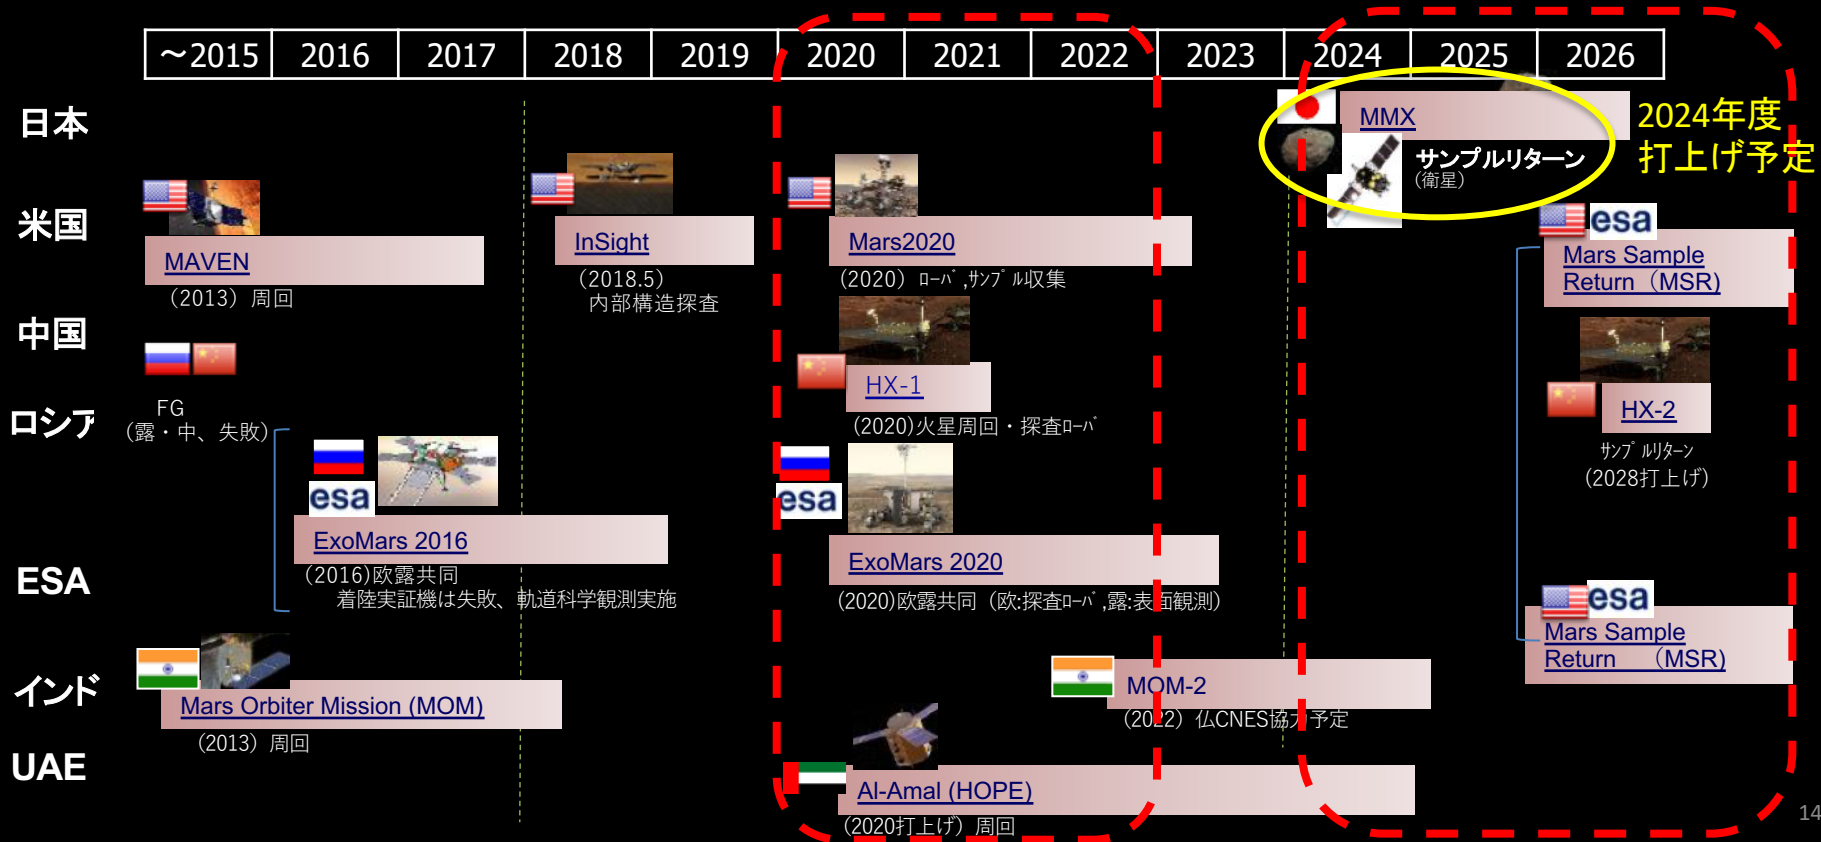 ～2015 2016 2017 2018 2019 2020 2021 2022 2023 2024 2025 2026
日本
MMX
サンプルリターン
(衛星)
2024年度
打上げ予定
米国
MAVEN
(2013) 周回
InSight
(2018.5)
内部構造探査
Mars2020
(2020) ﾛｰﾊﾞ,ｻﾝﾌﾟﾙ収集
esa
Mars Sample
Return (MSR)
中国
HX-1
(2020)火星周回・探査ﾛｰﾊﾞ
HX-2
ｻﾝﾌﾟﾙﾘﾀｰﾝ
(2028打上げ)
ロシア
FG
(露・中、失敗)
esa
ExoMars 2016
(2016)欧露共同
着陸実証機は失敗、軌道科学観測実施
esa
ExoMars 2020
(2020)欧露共同 (欧:探査ﾛｰﾊﾞ,露:表面観測)
ESA
esa
Mars Sample
Return (MSR)
インド
Mars Orbiter Mission (MOM)
(2013) 周回
MOM-2
(2022) 仏CNES協力予定
UAE
Al-Amal (HOPE)
(2020打上げ) 周回
14